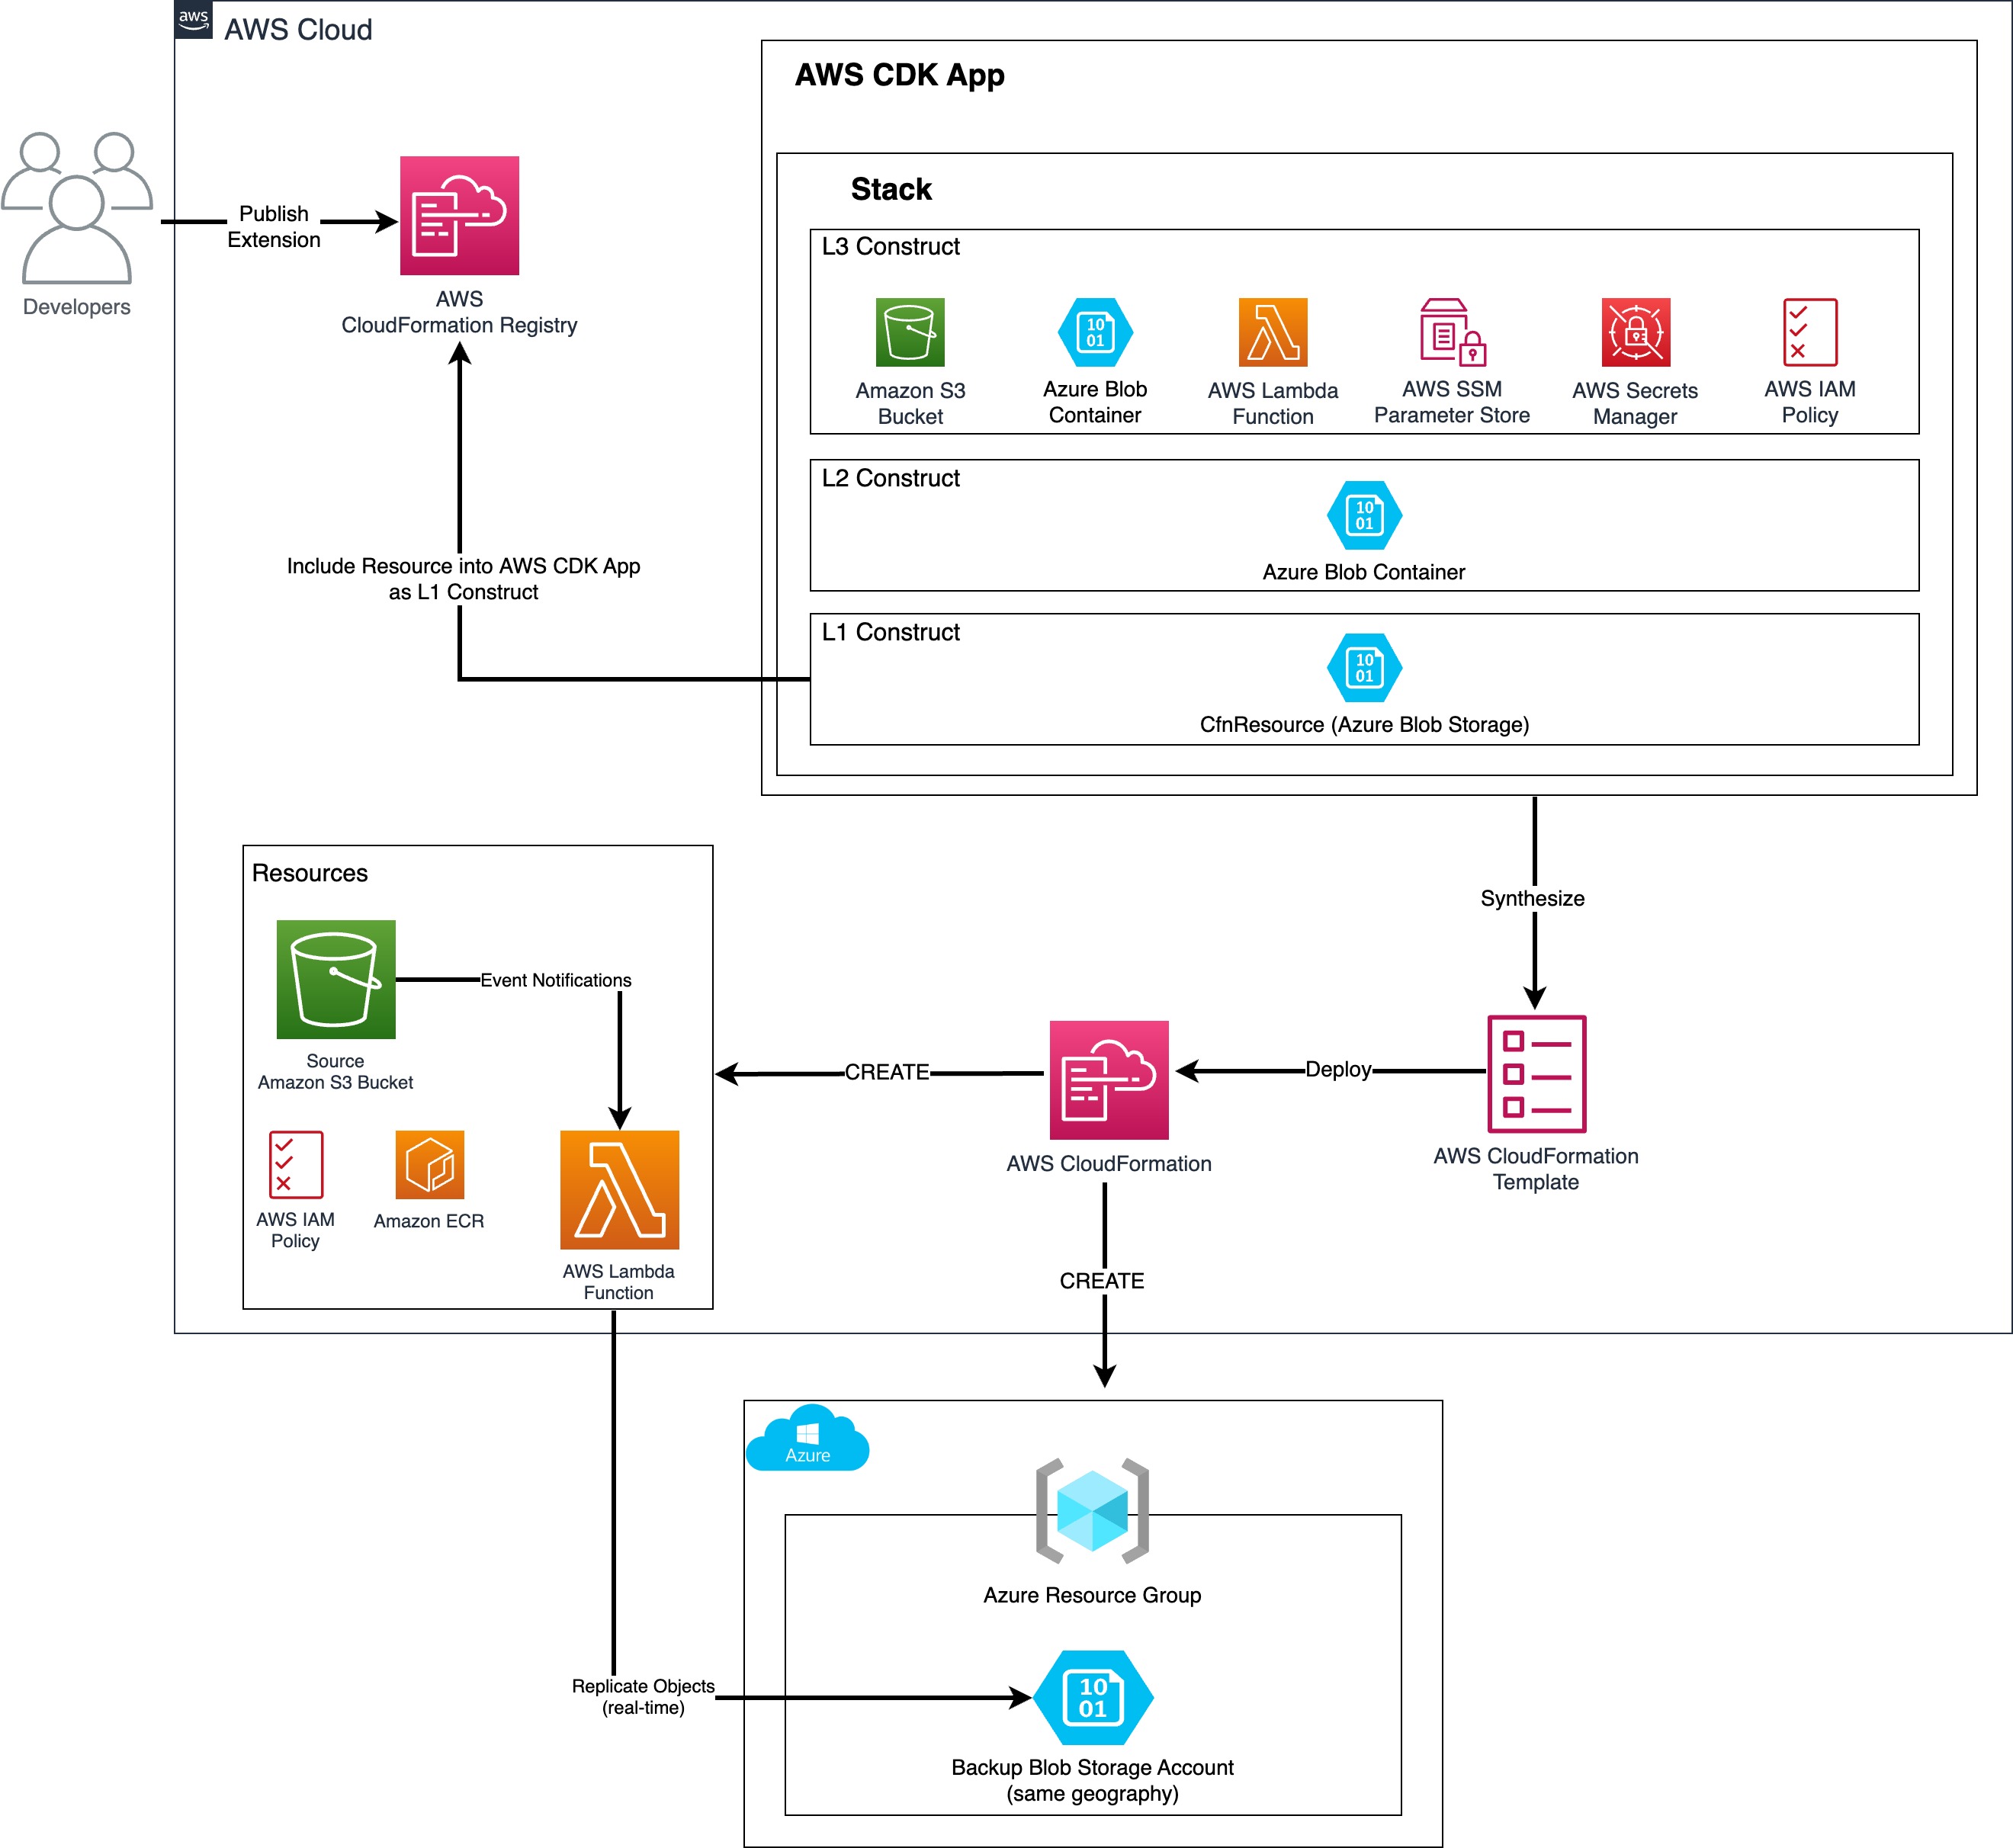 aws
AWS Cloud
AWS CDK App
Stack
Developers
Publish
Extension
AWS
CloudFormation Registry
L3 Construct
Amazon S3
Bucket
10
01
Azure Blob
Container
AWS Lambda
Function
AWS SSM
Parameter Store
AWS Secrets
Manager
AWS IAM
Policy
L2 Construct
10
01
Azure Blob Container
Include Resource into AWS CDK App
as L1 Construct
L1 Construct
10
01
CfnResource (Azure Blob Storage)
Synthesize
Resources
Event Notifications
Source
Amazon S3 Bucket
AWS IAM
Policy
Amazon ECR
AWS Lambda
Function
CREATE
AWS CloudFormation
Deploy
AWS CloudFormation
Template
CREATE
Azure
Azure Resource Group
Replicate Objects
(real-time)
10
01
Backup Blob Storage Account
(same geography)